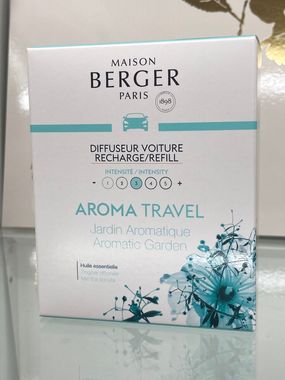 MAISON
BERGER
PARIS
1898
DIFFUSEUR VOITURE
RECHARGE/REFILL
INTENSITÉ / INTENSITY
- 1 2 3 4 5 +
AROMA TRAVEL
Jardin Aromatique
Aromatic Garden
Huile essentielle